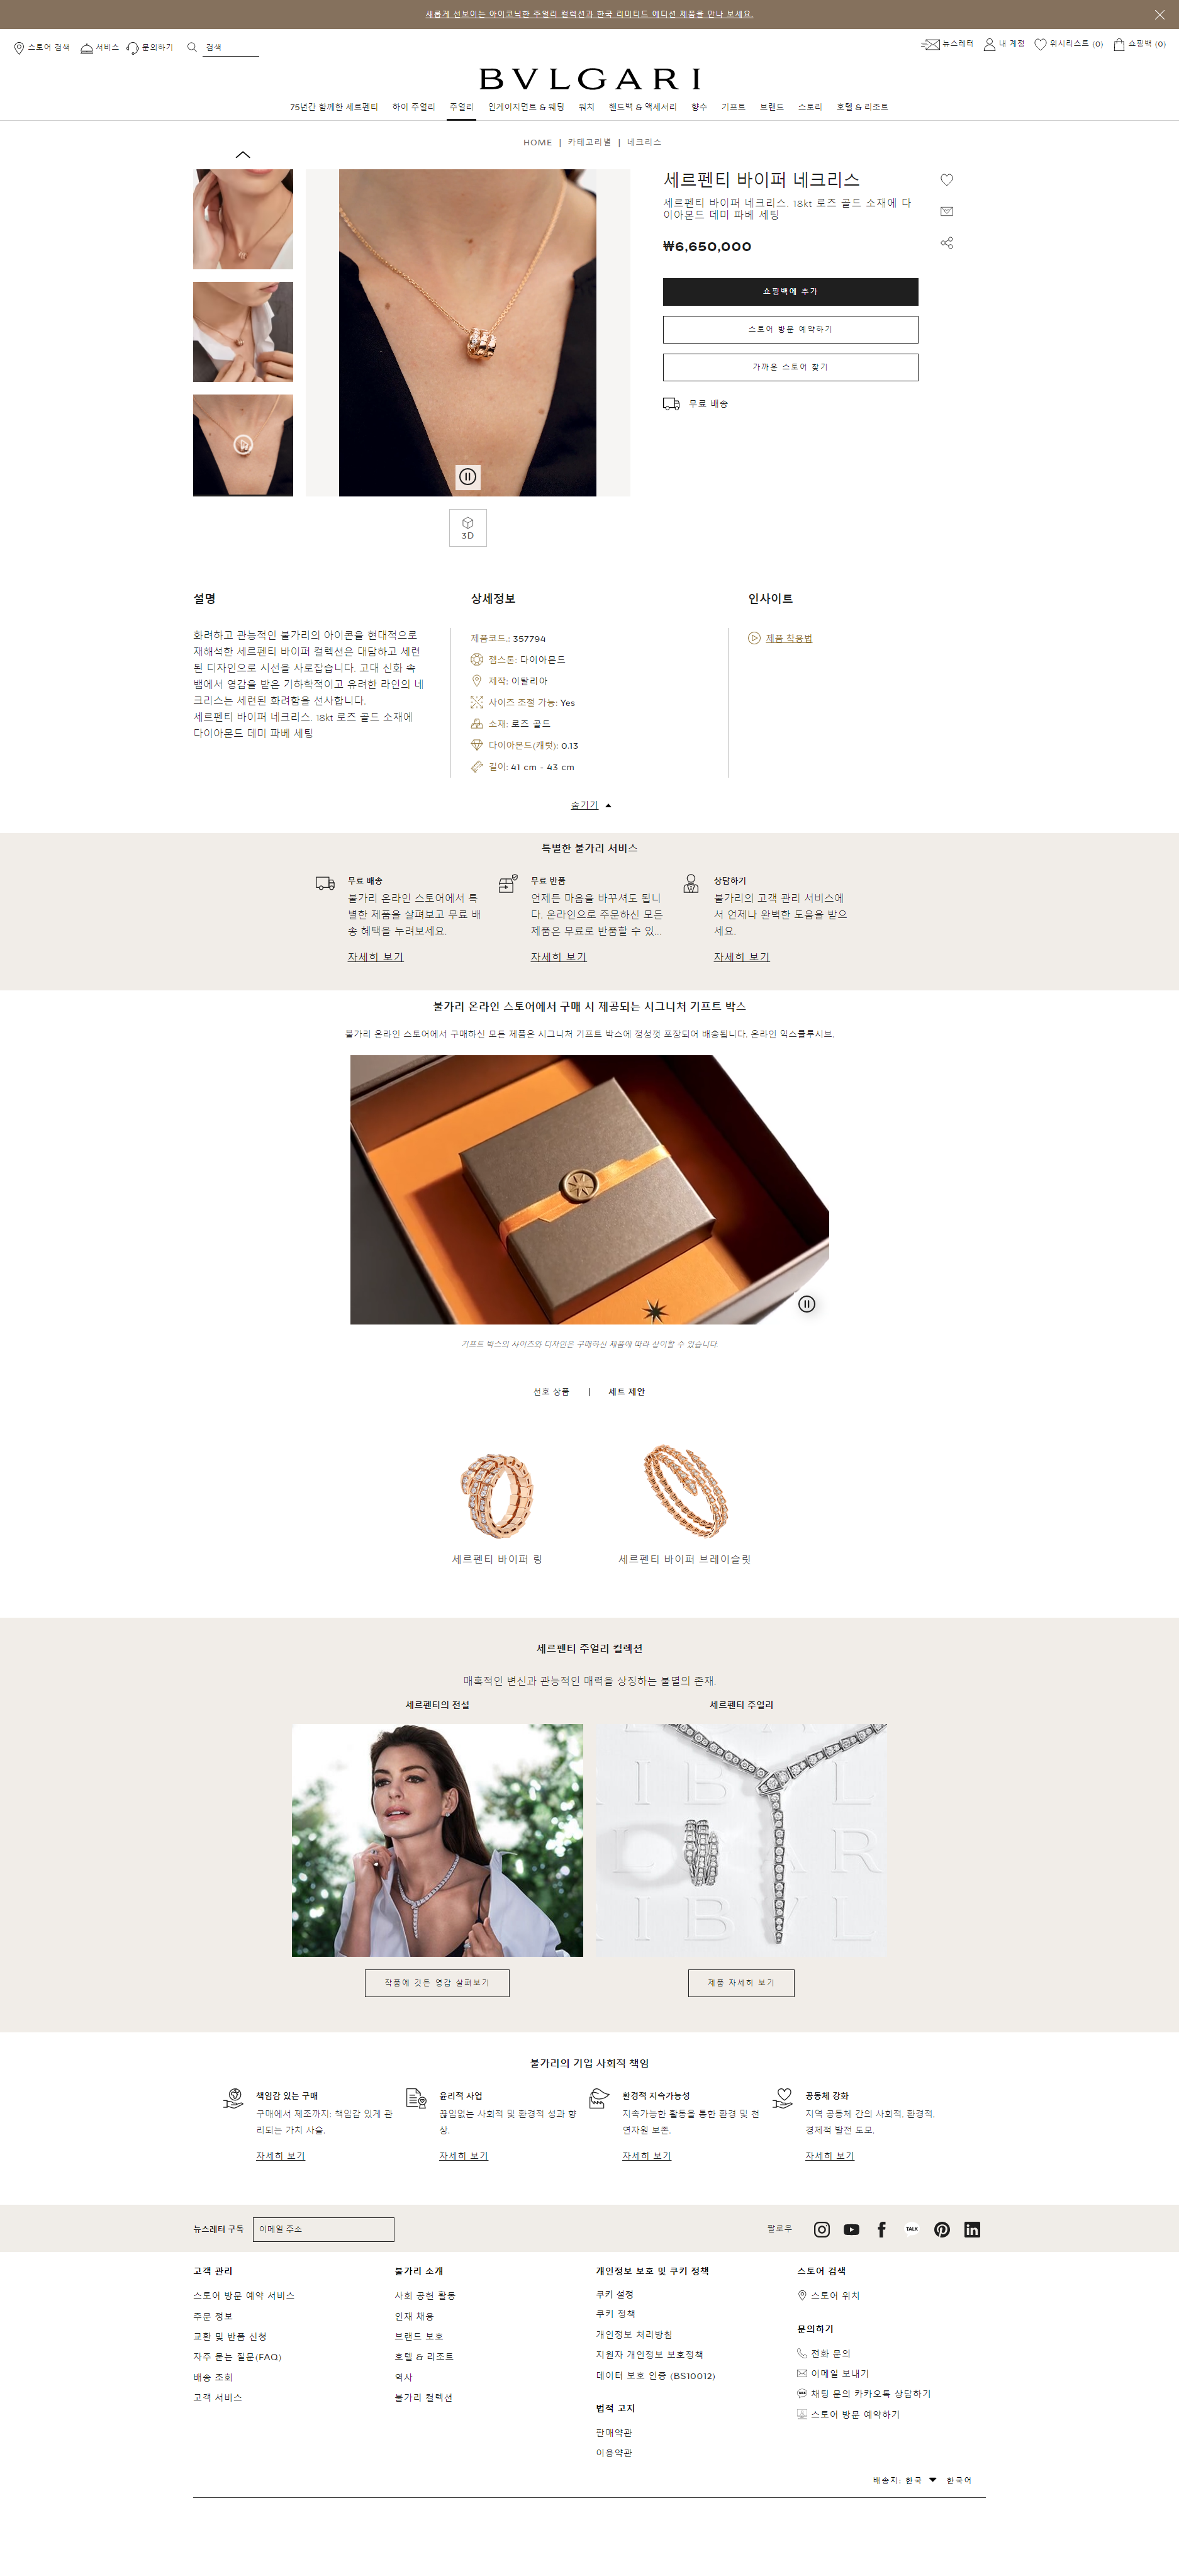 새롭게 선보이는 아이코닉한 주얼리 컬렉션과 한국 리미티드 에디션 제품을 만나 보세요.
스토어 검색 서비스 문의하기 검색
뉴스레터 내 계정 위시리스트 (0) 쇼핑백 (0)
BVLGARI
75년간 함께한 세르펜티 하이 주얼리 주얼리 인게이지먼트 & 웨딩 워치 핸드백 & 액세서리 향수 기프트 브랜드 스토리 호텔 & 리조트
HOME | 카테고리별 | 네크리스
세르펜티 바이퍼 네크리스
세르펜티 바이퍼 네크리스. 18kt 로즈 골드 소재에 다
이아몬드 데미 파베 세팅
₩6,650,000
쇼핑백에 추가
스토어 방문 예약하기
가까운 스토어 찾기
무료 배송
3D
설명
화려하고 관능적인 불가리의 아이콘을 현대적으로
재해석한 세르펜티 바이퍼 컬렉션은 대담하고 세련
된 디자인으로 시선을 사로잡습니다. 고대 신화 속
뱀에서 영감을 받은 기하학적이고 유려한 라인의 네
크리스는 세련된 화려함을 선사합니다.
세르펜티 바이퍼 네크리스. 18kt 로즈 골드 소재에
다이아몬드 데미 파베 세팅
상세정보
제품코드.: 357794
젬스톤: 다이아몬드
제작: 이탈리아
사이즈 조절 가능: Yes
소재: 로즈 골드
다이아몬드(캐럿): 0.13
길이: 41 cm - 43 cm
인사이트
제품 착용법
숨기기
특별한 불가리 서비스
무료 배송
불가리 온라인 스토어에서 특
별한 제품을 살펴보고 무료 배
송 혜택을 누려보세요.
자세히 보기
무료 반품
언제든 마음을 바꾸셔도 됩니
다. 온라인으로 주문하신 모든
제품은 무료로 반품할 수 있...
자세히 보기
상담하기
불가리의 고객 관리 서비스에
서 언제나 완벽한 도움을 받으
세요.
자세히 보기
불가리 온라인 스토어에서 구매 시 제공되는 시그니처 기프트 박스
불가리 온라인 스토어에서 구매하신 모든 제품은 시그니처 기프트 박스에 정성껏 포장되어 배송됩니다. 온라인 익스클루시브.
기프트 박스의 사이즈와 디자인은 구매하신 제품에 따라 상이할 수 있습니다.
선호 상품 | 세트 제안
세르펜티 바이퍼 링
세르펜티 바이퍼 브레이슬릿
세르펜티 주얼리 컬렉션
매혹적인 변신과 관능적인 매력을 상징하는 불멸의 존재.
세르펜티의 전설
세르펜티 주얼리
작품에 깃든 영감 살펴보기
제품 자세히 보기
불가리의 기업 사회적 책임
책임감 있는 구매
구매에서 제조까지: 책임감 있게 관
리되는 가치 사슬.
자세히 보기
윤리적 사업
끊임없는 사회적 및 환경적 성과 향
상.
자세히 보기
환경적 지속가능성
지속가능한 활동을 통한 환경 및 천
연자원 보존.
자세히 보기
공동체 강화
지역 공동체 간의 사회적, 환경적,
경제적 발전 도모.
자세히 보기
뉴스레터 구독 이메일 주소
팔로우 TALK
고객 관리
스토어 방문 예약 서비스
주문 정보
교환 및 반품 신청
자주 묻는 질문(FAQ)
배송 조회
고객 서비스
불가리 소개
사회 공헌 활동
인재 채용
브랜드 보호
호텔 & 리조트
역사
불가리 컬렉션
개인정보 보호 및 쿠키 정책
쿠키 설정
쿠키 정책
개인정보 처리방침
지원자 개인정보 보호정책
데이터 보호 인증 (BS10012)
법적 고지
판매약관
이용약관
스토어 검색
스토어 위치
문의하기
전화 문의
이메일 보내기
채팅 문의 카카오톡 상담하기
스토어 방문 예약하기
배송지: 한국 한국어